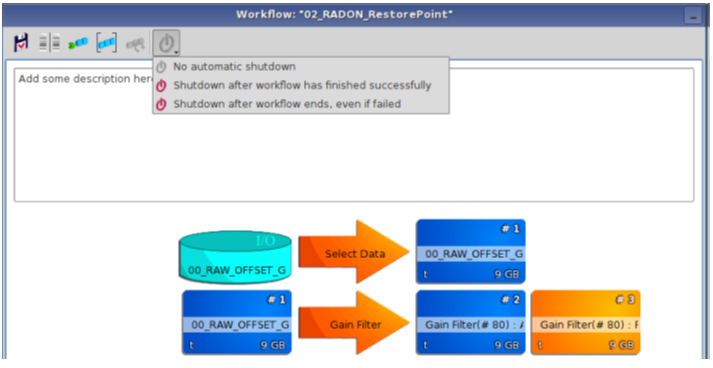 Workflow: "02_RADON_RestorePoint"
No automatic shutdown
Add some description here
Shutdown after workflow has finished successfully
Shutdown after workflow ends, even if failed
I/O
00_RAW_OFFSET_G
Select Data
# 1
00_RAW_OFFSET_G
t 9 GB
# 1
00_RAW_OFFSET_G
t 9 GB
Gain Filter
# 2
Gain Filter(# 80) : A
t 9 GB
# 3
Gain Filter(# 80) : F
t 9 GB